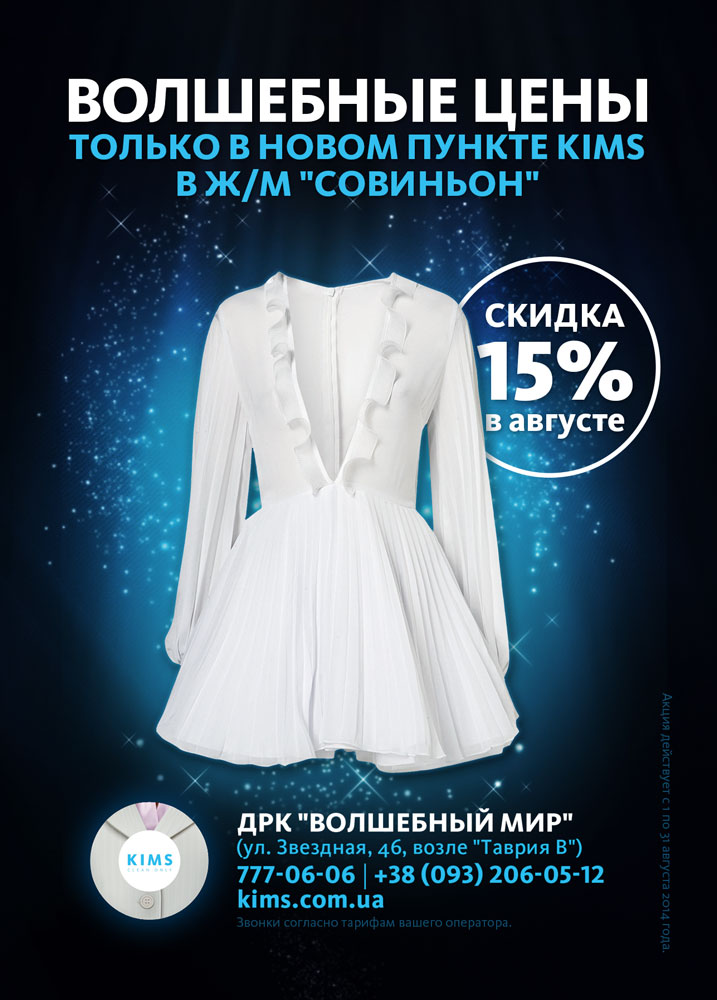 ВОЛШЕБНЫЕ ЦЕНЫ
ТОЛЬКО В НОВОМ ПУНКТЕ KIMS
В Ж/М "СОВИНЬОН"
СКИДКА
15%
в августе
ДРК "ВОЛШЕБНЫЙ МИР"
(ул. Звездная, 46, возле "Таврия В")
777-06-06 | +38 (093) 206-05-12
kims.com.ua
Звонки согласно тарифам вашего оператора.
KIMS
CLEAN.ONLY
Акция действует с 1 по 31 августа 2014 года.